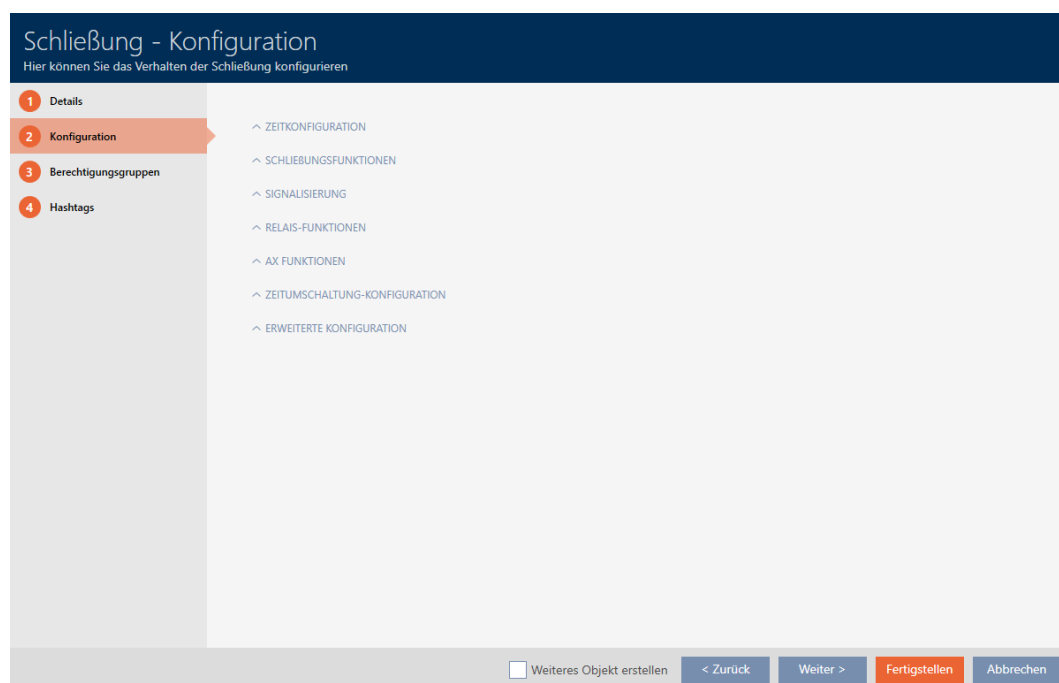 Schließung - Konfiguration
Hier können Sie das Verhalten der Schließung konfigurieren
1 Details
2 Konfiguration
3 Berechtigungsgruppen
4 Hashtags
ZEITKONFIGURATION
SCHLIEßUNGSFUNKTIONEN
SIGNALISIERUNG
RELAIS-FUNKTIONEN
AX FUNKTIONEN
ZEITUMSCHALTUNG-KONFIGURATION
ERWEITERTE KONFIGURATION
Weiteres Objekt erstellen < Zurück Weiter > Fertigstellen Abbrechen